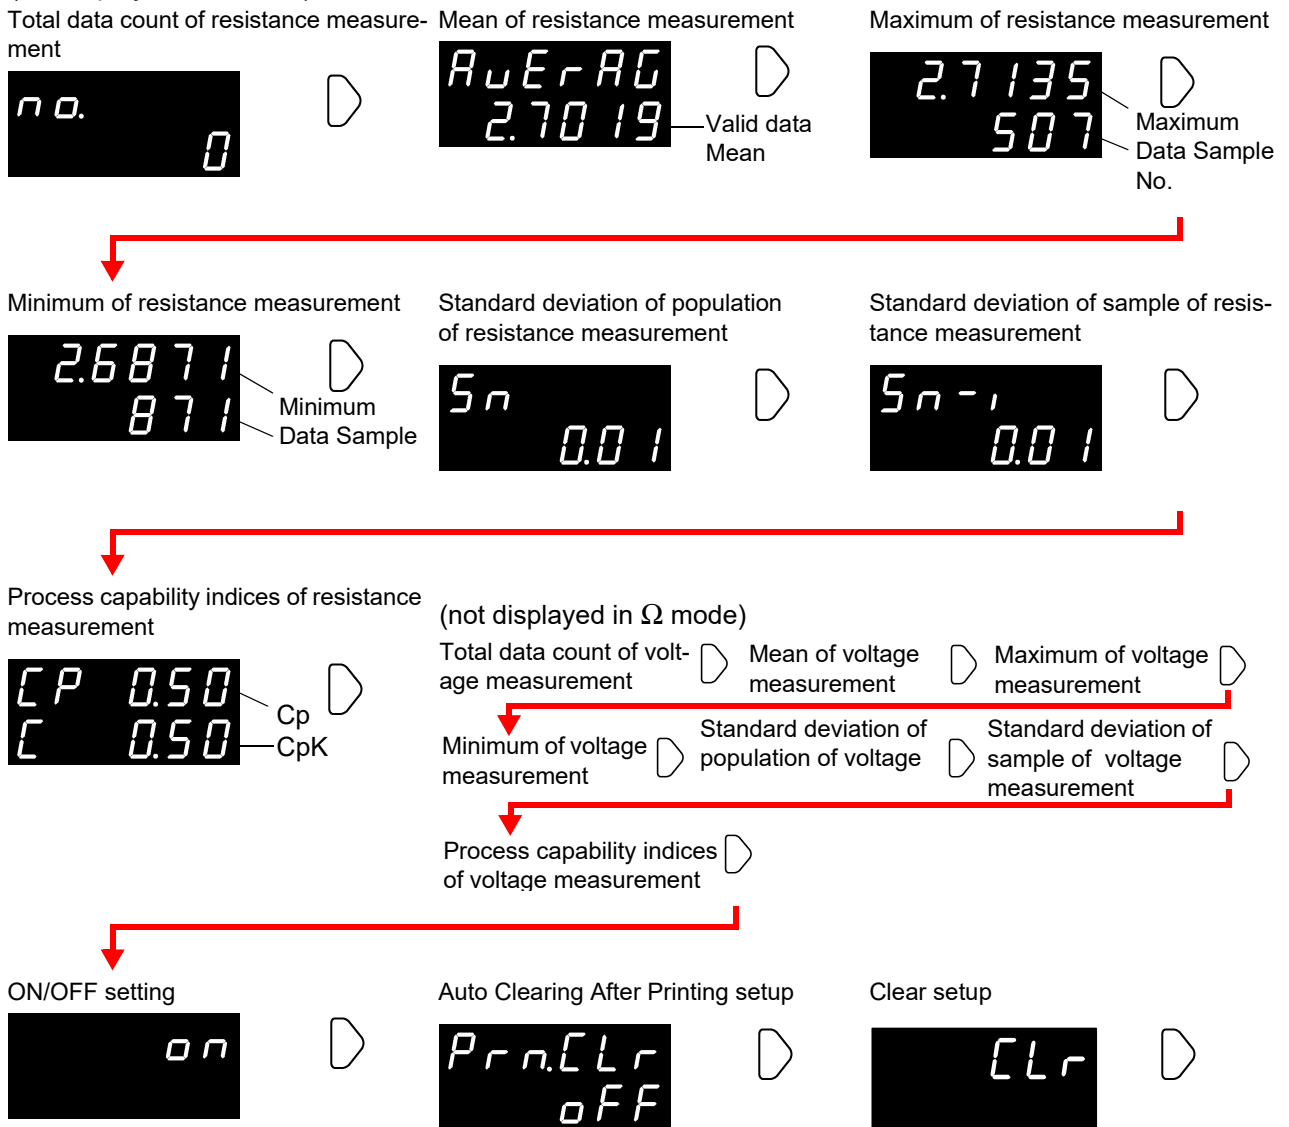 Total data count of resistance measure-
ment
no.
0
Mean of resistance measurement
AvErAG
2.7019
Valid data
Mean
Maximum of resistance measurement
2.7135
507
Maximum
Data Sample
No.
Minimum of resistance measurement
2.6871
871
Minimum
Data Sample
Standard deviation of population
of resistance measurement
Sn
0.01
Standard deviation of sample of resis-
tance measurement
Sn-1
0.01
Process capability indices of resistance
measurement
CP 0.50
C 0.50
Cp
CpK
(not displayed in Ω mode)
Total data count of volt-
age measurement
Mean of voltage
measurement
Maximum of voltage
measurement
Minimum of voltage
measurement
Standard deviation of
population of voltage
Standard deviation of
sample of voltage
measurement
Process capability indices
of voltage measurement
ON/OFF setting
on
Auto Clearing After Printing setup
Prn.CLr
oFF
Clear setup
CLr